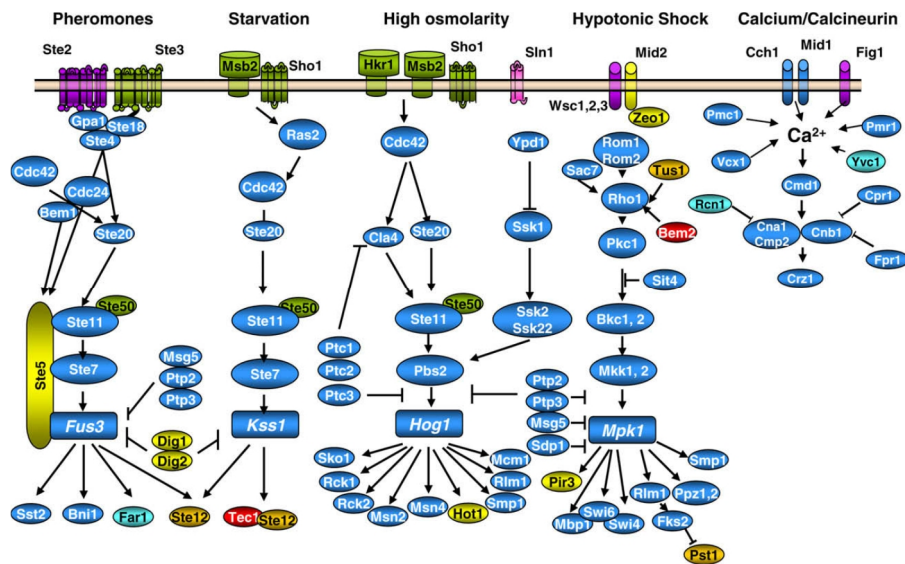 Pheromones
Starvation
High osmolarity
Hypotonic Shock
Calcium/Calcineurin
Ste2
Ste3
Msb2
Sho1
Hkr1
Msb2
Sho1
Sln1
Mid2
Wsc1,2,3
Zeo1
Cch1
Mid1
Fig1
Gpa1
Ste18
Ste4
Cdc42
Cdc24
Bem1
Ste20
Ste50
Ste11
Ste5
Ste7
Msg5
Ptp2
Ptp3
Fus3
Dig1
Dig2
Sst2
Bni1
Far1
Ste12
Ras2
Cdc42
Ste20
Ste50
Ste11
Ste7
Kss1
Tec1
Ste12
Cdc42
Cla4
Ste20
Ste50
Ste11
Ptc1
Ptc2
Ptc3
Pbs2
Hog1
Sko1
Rck1
Rck2
Msn2
Msn4
Hot1
Smp1
Rlm1
Mcm1
Ypd1
Ssk1
Ssk2
Ssk22
Ptp2
Ptp3
Msg5
Sdp1
Rom1
Rom2
Sac7
Tus1
Rho1
Bem2
Pkc1
Sit4
Bkc1, 2
Mkk1, 2
Mpk1
Pir3
Mbp1
Swi6
Swi4
Rlm1
Fks2
Ppz1,2
Smp1
Pst1
Pmc1
Ca²⁺
Pmr1
Vcx1
Yvc1
Cmd1
Rcn1
Cpr1
Cna1
Cmp2
Cnb1
Fpr1
Crz1